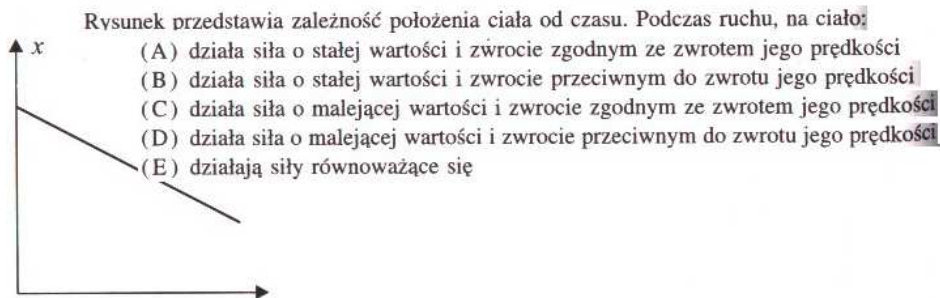 Rysunek przedstawia zależność położenia ciała od czasu. Podczas ruchu, na ciało:
x
(A) działa siła o stałej wartości i zwrocie zgodnym ze zwrotem jego prędkości
(B) działa siła o stałej wartości i zwrocie przeciwnym do zwrotu jego prędkości
(C) działa siła o malejącej wartości i zwrocie zgodnym ze zwrotem jego prędkości
(D) działa siła o malejącej wartości i zwrocie przeciwnym do zwrotu jego prędkości
(E) działają siły równoważące się